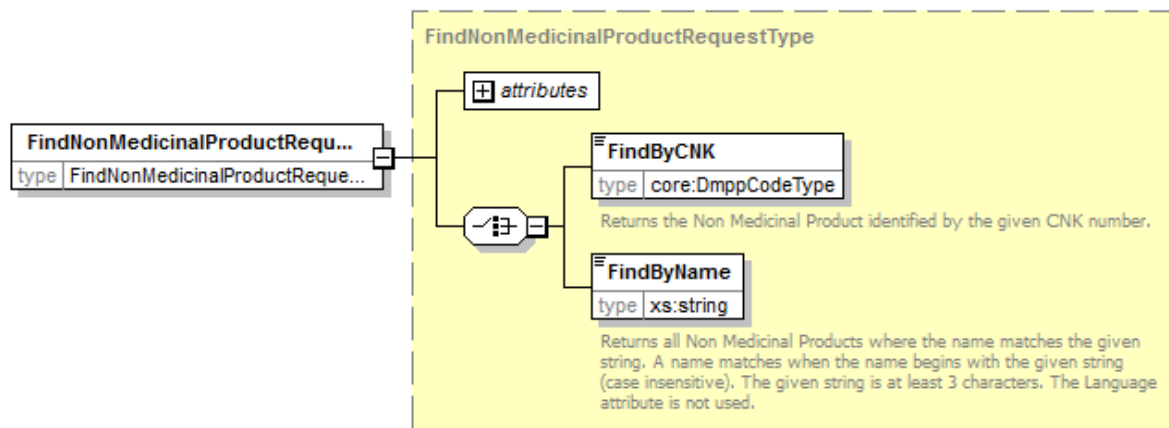 FindNonMedicinalProductRequestType
attributes
FindNonMedicinalProductRequ...
type FindNonMedicinalProductReque...
FindByCNK
type core:DmppCodeType
Returns the Non Medicinal Product identified by the given CNK number.
FindByName
type xs:string
Returns all Non Medicinal Products where the name matches the given
string. A name matches when the name begins with the given string
(case insensitive). The given string is at least 3 characters. The Language
attribute is not used.